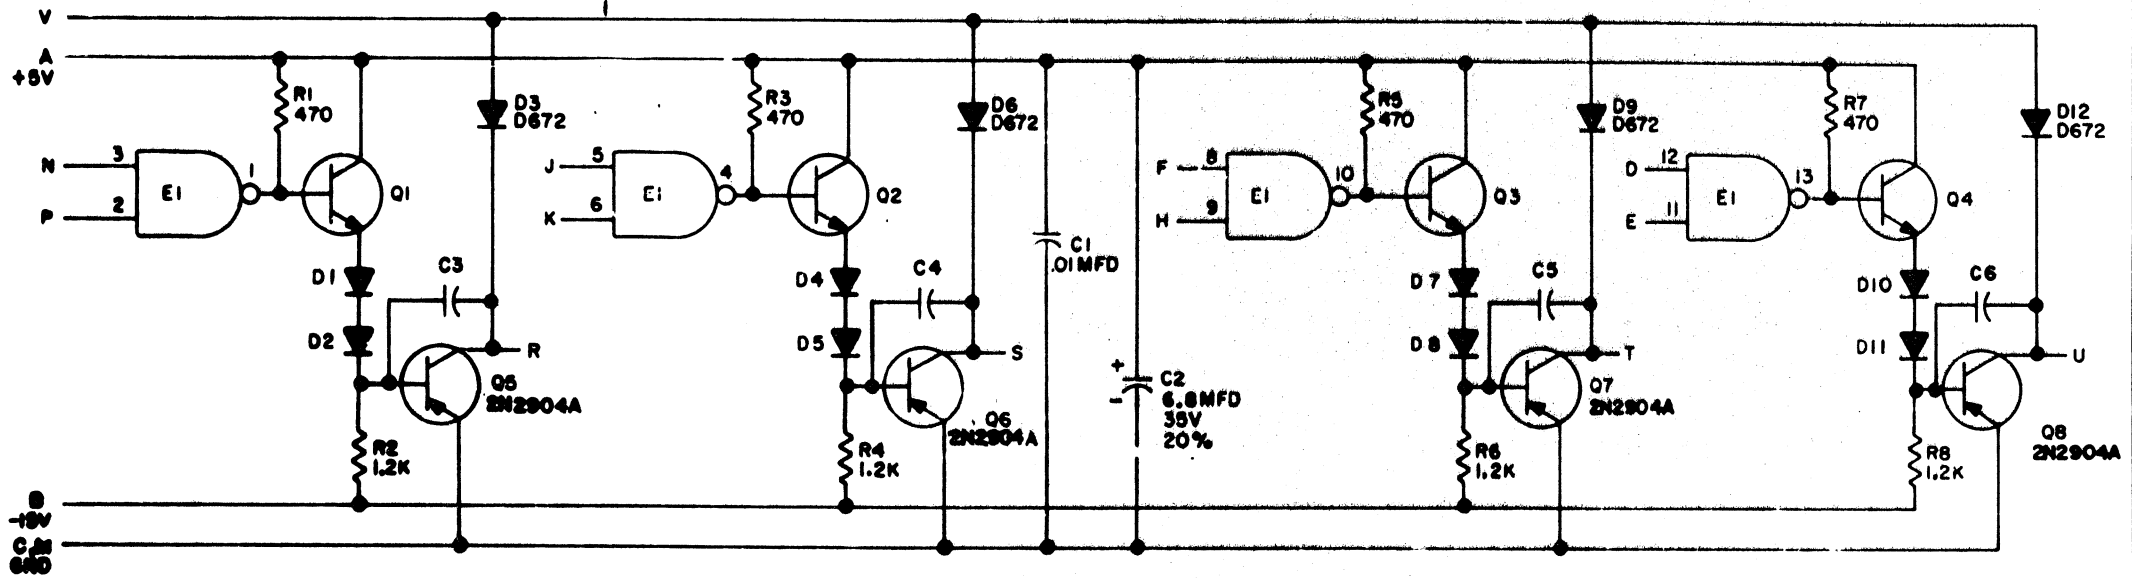 V
A
+5V
R1
470
D3
D672
R3
470
D6
D672
R5
470
D9
D672
R7
470
D12
D672
N
3
P
2
E1
1
Q1
J
5
K
6
E1
4
Q2
C1
.01MFD
F
8
H
9
E1
10
Q3
D
12
E
11
E1
13
Q4
D1
C3
D2
R
Q5
2N2904A
R2
1.2K
D4
C4
D5
S
Q6
2N2904A
R4
1.2K
+
-
C2
6.8MFD
35V
20%
D7
C5
D8
T
Q7
2N2904A
R6
1.2K
D10
C6
D11
U
Q8
2N2904A
R8
1.2K
B
-15V
C,M
GND